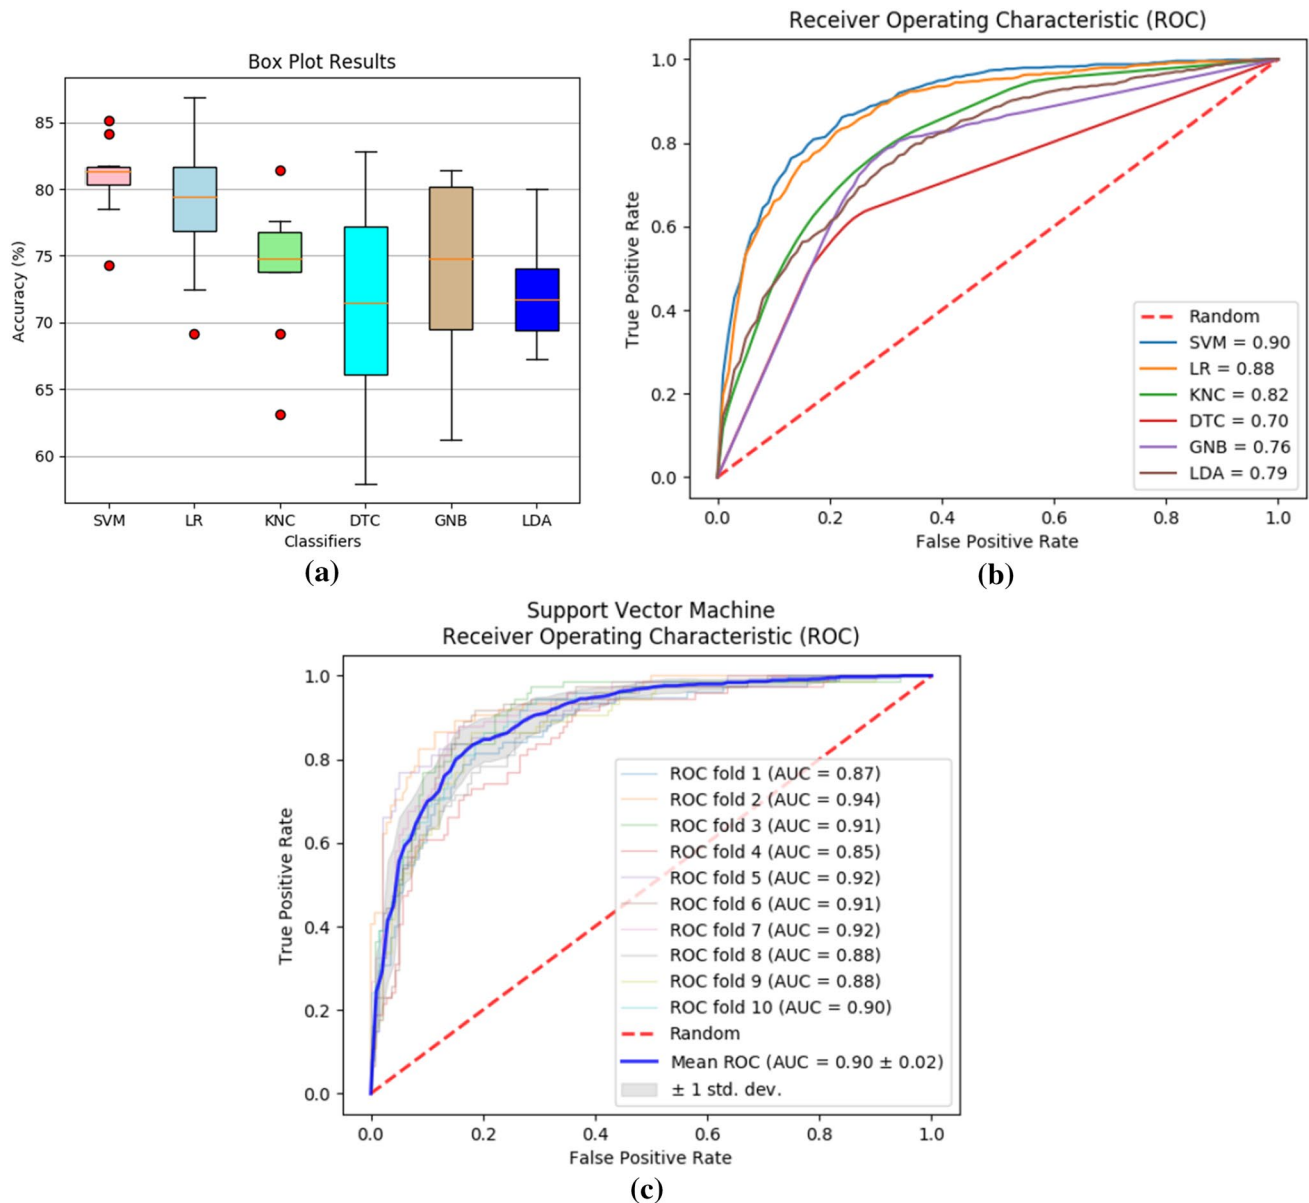 Box Plot Results
85
80
75
70
65
60
Accuracy (%)
SVM LR KNC DTC GNB LDA
Classifiers
(a)
Receiver Operating Characteristic (ROC)
1.0
0.8
0.6
0.4
0.2
0.0
True Positive Rate
Random
SVM = 0.90
LR = 0.88
KNC = 0.82
DTC = 0.70
GNB = 0.76
LDA = 0.79
0.0 0.2 0.4 0.6 0.8 1.0
False Positive Rate
(b)
Support Vector Machine
Receiver Operating Characteristic (ROC)
1.0
0.8
0.6
0.4
0.2
0.0
True Positive Rate
ROC fold 1 (AUC = 0.87)
ROC fold 2 (AUC = 0.94)
ROC fold 3 (AUC = 0.91)
ROC fold 4 (AUC = 0.85)
ROC fold 5 (AUC = 0.92)
ROC fold 6 (AUC = 0.91)
ROC fold 7 (AUC = 0.92)
ROC fold 8 (AUC = 0.88)
ROC fold 9 (AUC = 0.88)
ROC fold 10 (AUC = 0.90)
Random
Mean ROC (AUC = 0.90 ± 0.02)
± 1 std. dev.
0.0 0.2 0.4 0.6 0.8 1.0
False Positive Rate
(c)